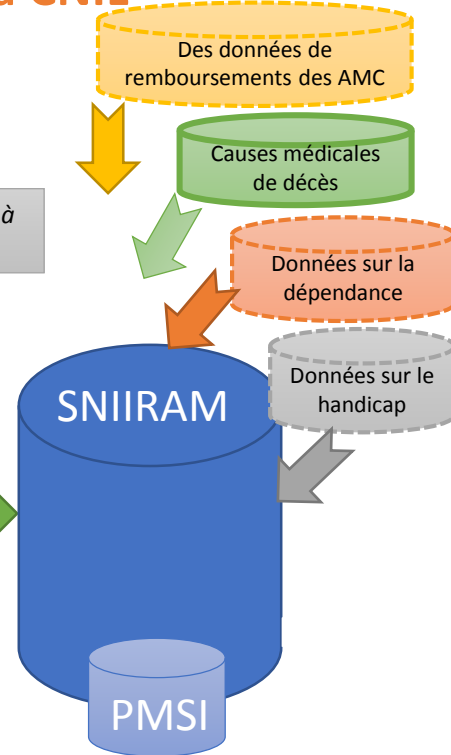 CNIL
Des données de
remboursements des AMC
Causes médicales
de décès
à
Données sur la
dépendance
Données sur le
handicap
SNIIRAM
PMSI